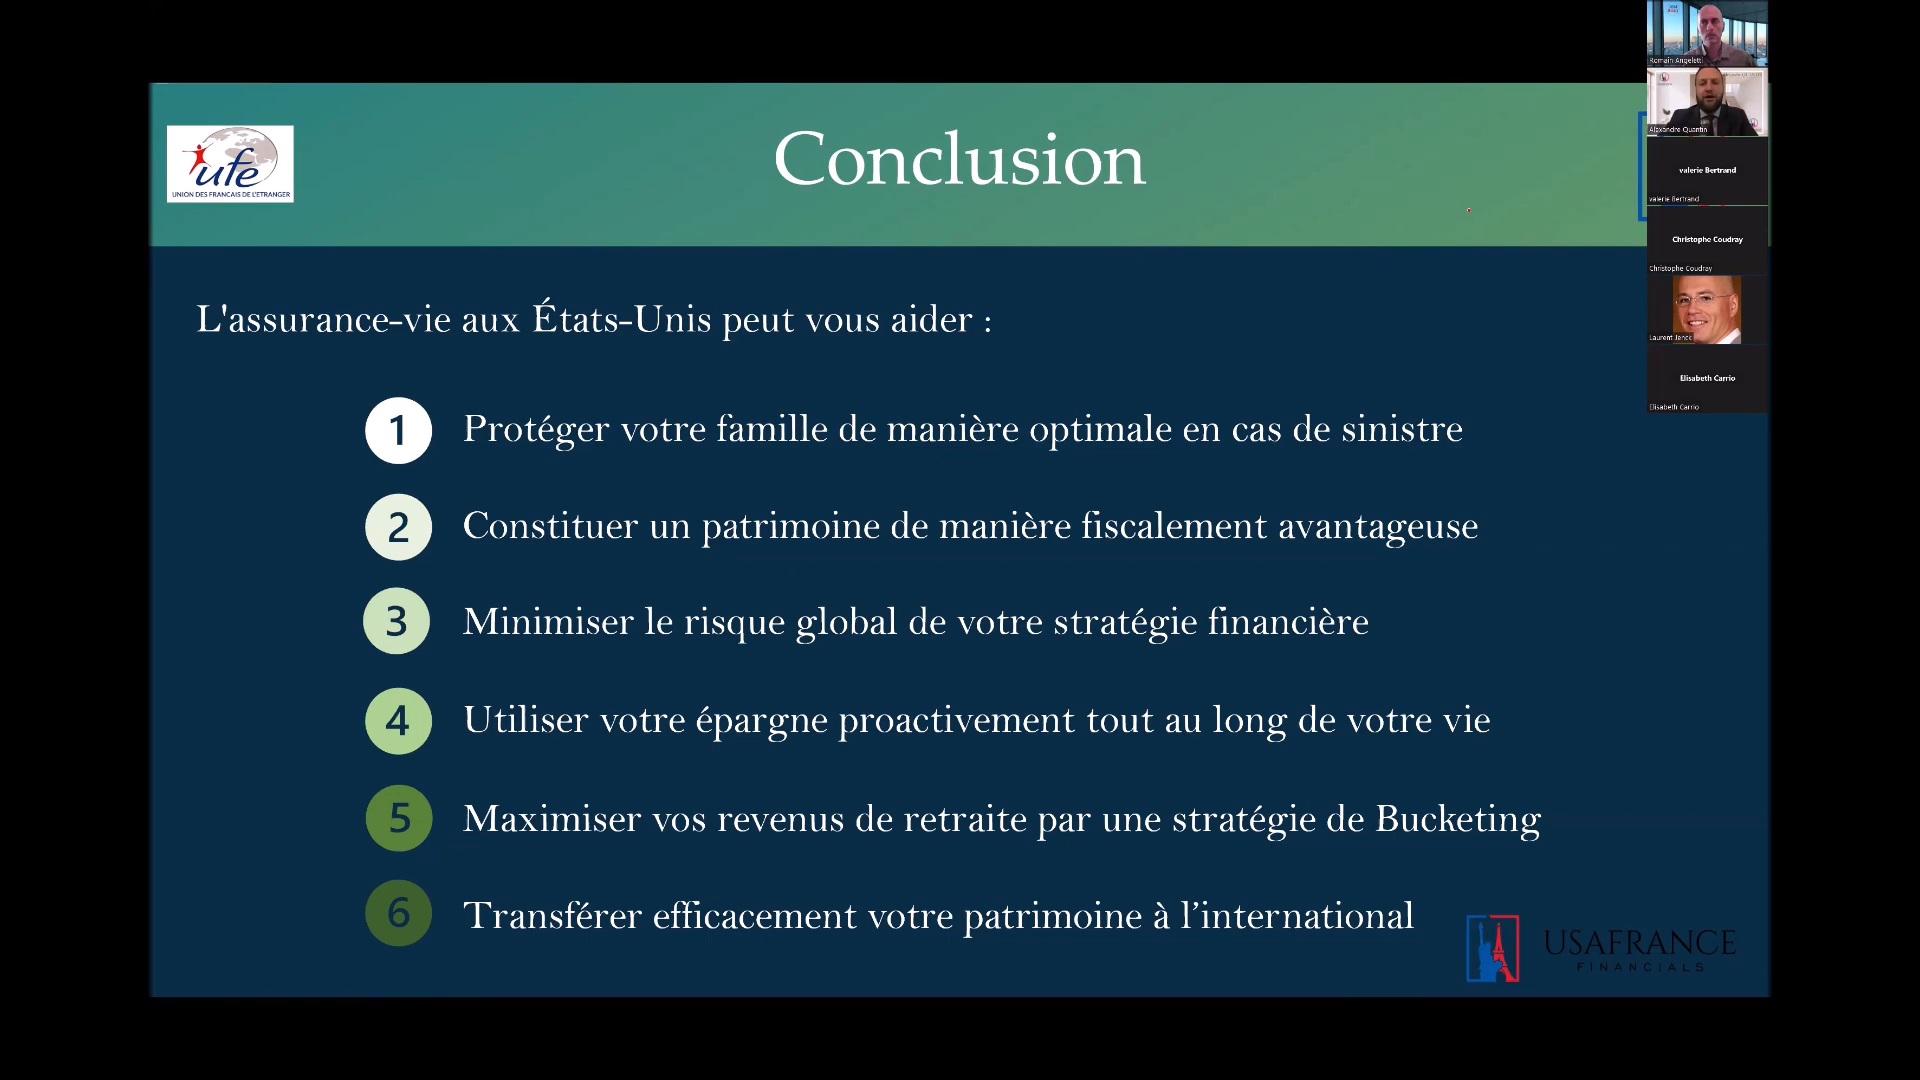 ufe
UNION DES FRANCAIS DE L'ETRANGER
Conclusion
L'assurance-vie aux États-Unis peut vous aider :
1 Protéger votre famille de manière optimale en cas de sinistre
2 Constituer un patrimoine de manière fiscalement avantageuse
3 Minimiser le risque global de votre stratégie financière
4 Utiliser votre épargne proactivement tout au long de votre vie
5 Maximiser vos revenus de retraite par une stratégie de Bucketing
6 Transférer efficacement votre patrimoine à l’international
USAFRANCE
FINANCIALS
Romain Angeletti
Alexandre Quantin
valerie Bertrand
valerie Bertrand
Christophe Coudray
Christophe Coudray
Laurent Jenck
Elisabeth Carrio
Elisabeth Carrio